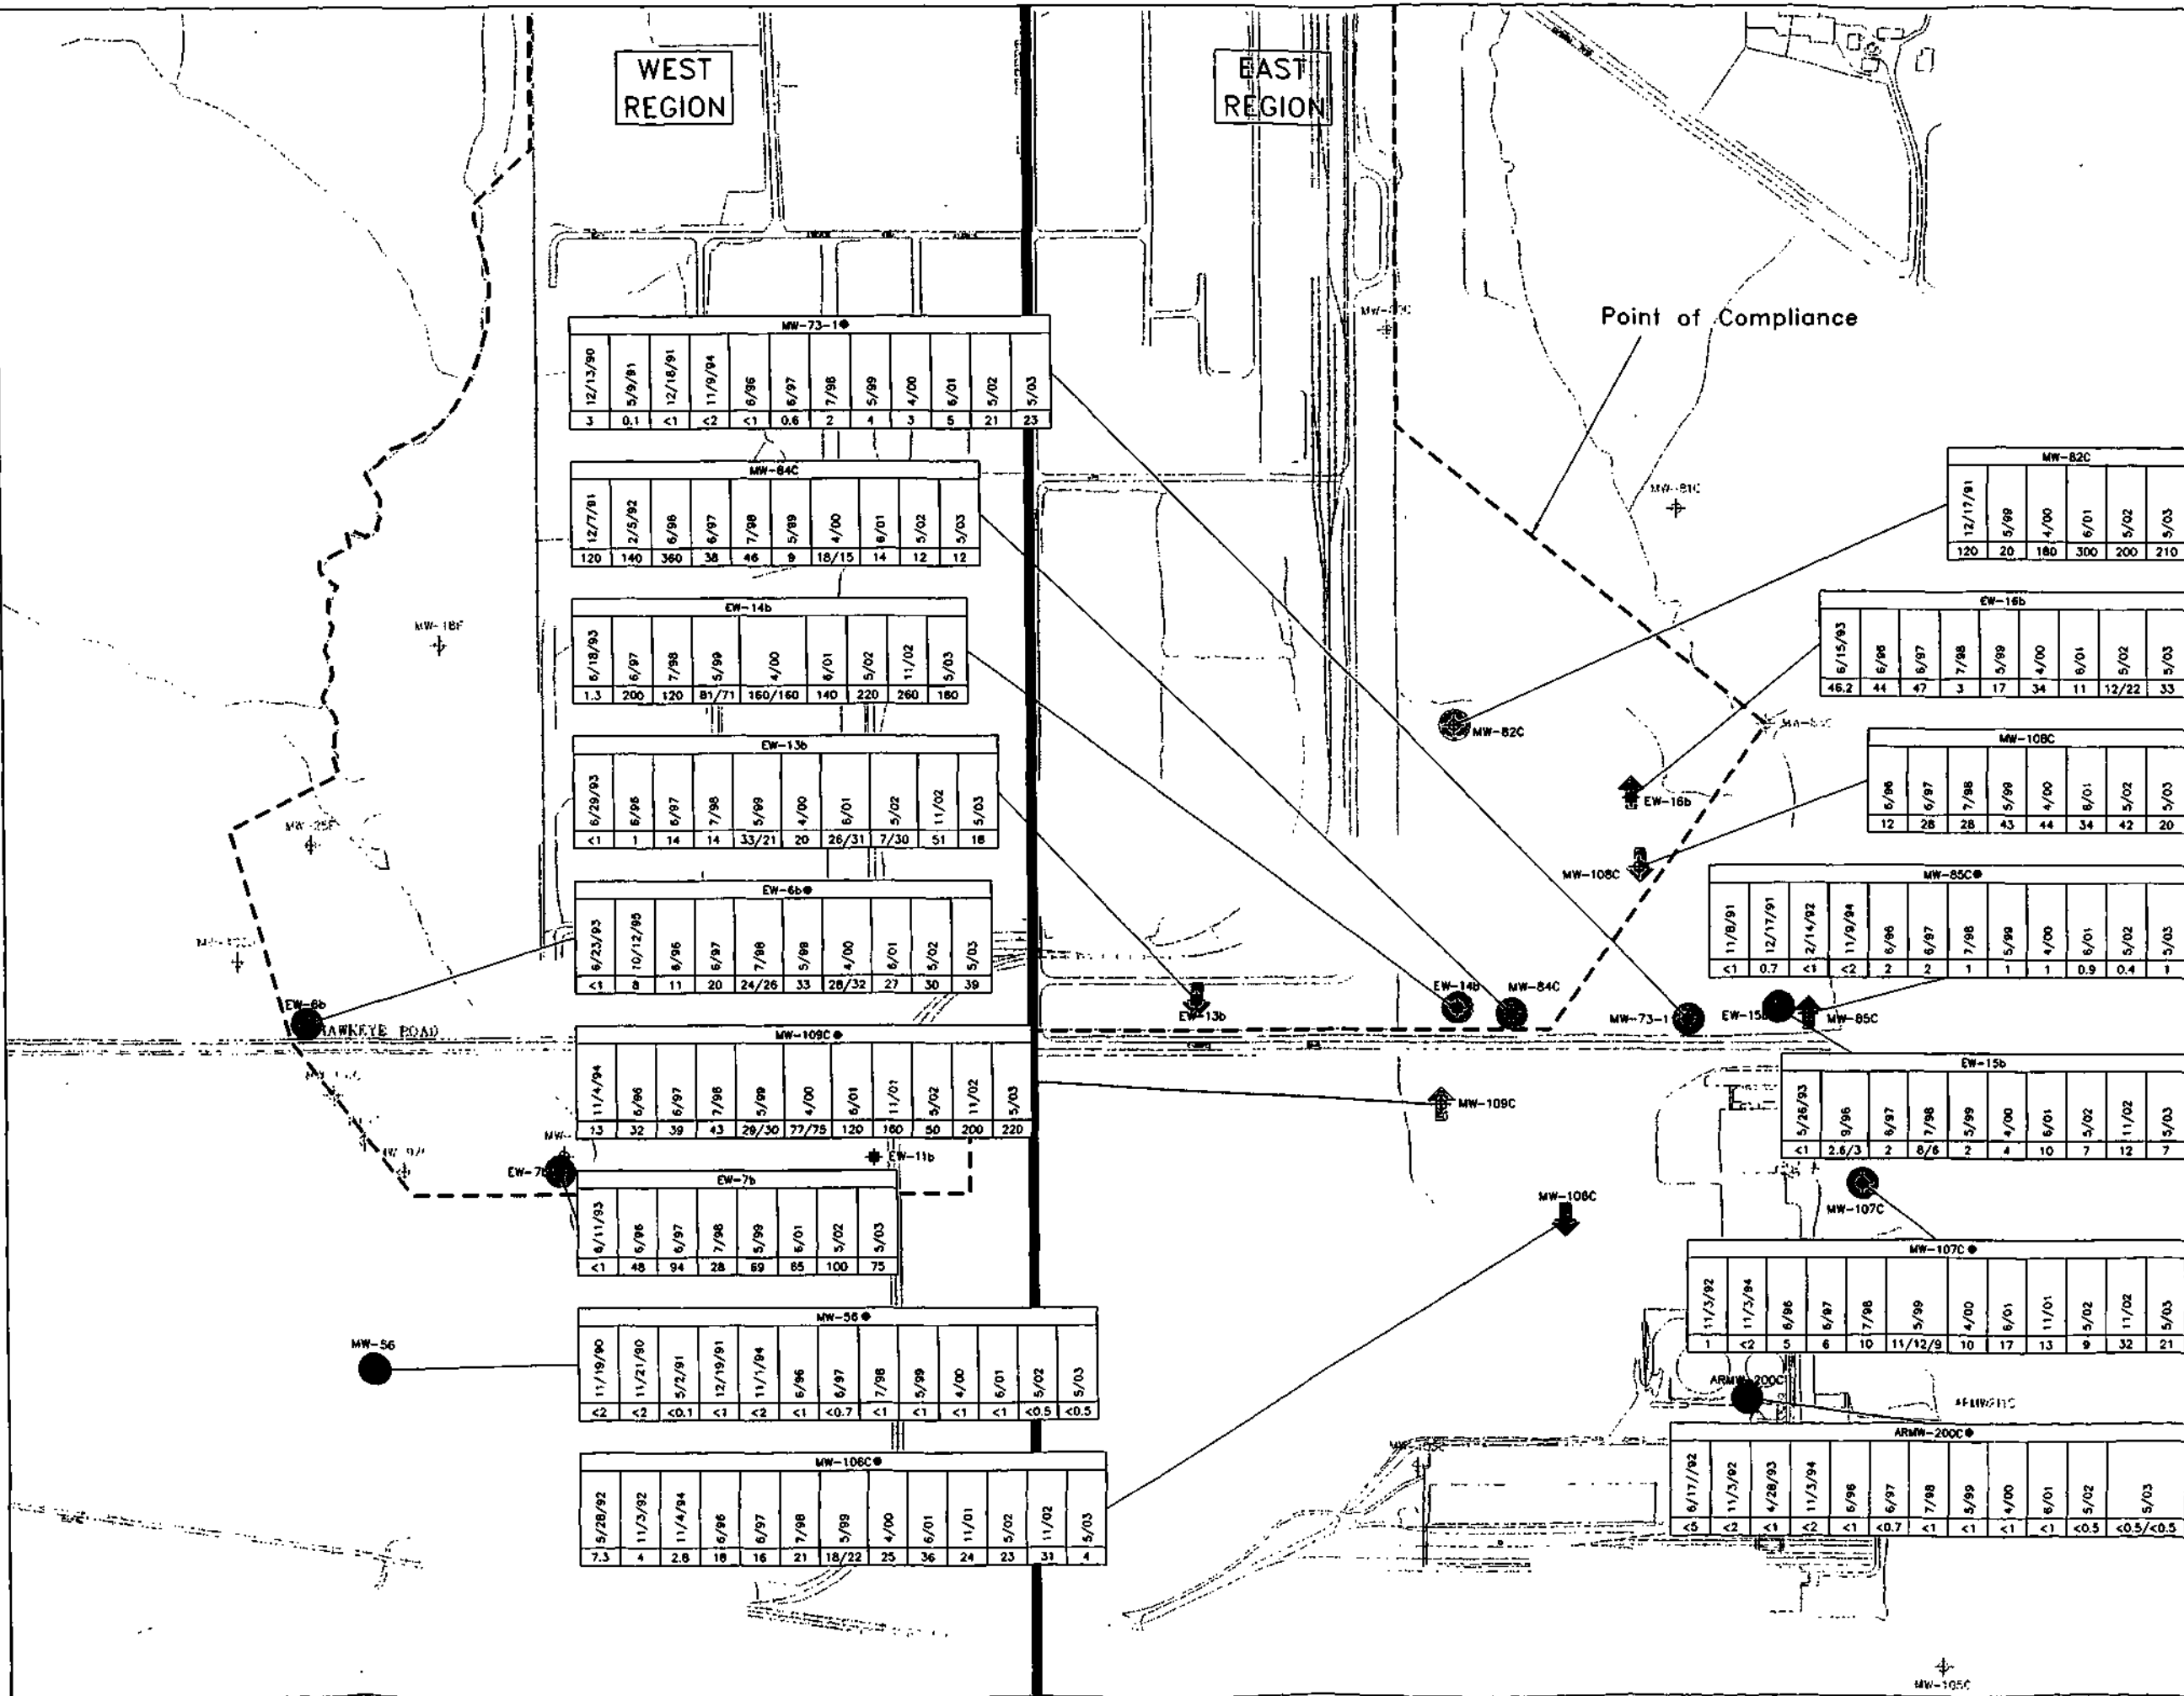 WEST
REGION
EAST
REGION
Point of Compliance
MW-73-1
12/13/90 5/9/91 12/18/91 11/9/94 6/96 6/97 7/98 5/99 4/00 6/01 5/02 5/03
3 0.1 <1 <2 <1 0.6 2 4 3 5 21 23
MW-84C
12/7/91 2/5/92 6/96 6/97 7/98 5/99 4/00 6/01 5/02 5/03
120 140 360 38 46 9 18/15 14 12 12
EW-14b
6/18/93 6/97 7/98 5/99 4/00 6/01 5/02 11/02 5/03
1.3 200 120 81/71 160/160 140 220 260 180
EW-13b
6/29/93 6/96 6/97 7/98 5/99 4/00 6/01 5/02 11/02 5/03
<1 1 14 14 33/21 20 26/31 7/30 51 18
EW-6b
6/23/93 10/12/95 6/96 6/97 7/98 5/99 4/00 6/01 5/02 5/03
<1 8 11 20 24/26 33 28/32 27 30 39
MW-109C
11/4/94 6/96 6/97 7/98 5/99 4/00 6/01 11/01 5/02 11/02 5/03
13 32 39 43 29/30 77/75 120 160 50 200 220
EW-7b
6/11/93 6/96 6/97 7/98 5/99 6/01 5/02 5/03
<1 48 94 28 69 65 100 75
MW-56
11/19/90 11/21/90 5/2/91 12/19/91 11/1/94 6/96 6/97 7/98 5/99 4/00 6/01 5/02 5/03
<2 <2 <0.1 <1 <2 <1 <0.7 <1 <1 <1 <1 <0.5 <0.5
MW-106C
5/28/92 11/3/92 11/4/94 6/96 6/97 7/98 5/99 4/00 6/01 11/01 5/02 11/02 5/03
7.3 4 2.8 18 16 21 18/22 25 36 24 23 31 4
MW-82C
12/17/91 5/99 4/00 6/01 5/02 5/03
120 20 180 300 200 210
EW-16b
6/15/93 6/96 6/97 7/98 5/99 4/00 6/01 5/02 5/03
46.2 44 47 3 17 34 11 12/22 33
MW-108C
6/96 6/97 7/98 5/99 4/00 6/01 5/02 5/03
12 28 28 43 44 34 42 20
MW-85C
11/8/91 12/17/91 2/14/92 11/9/94 6/96 6/97 7/98 5/99 4/00 6/01 5/02 5/03
<1 0.7 <1 <2 2 2 1 1 1 0.9 0.4 1
EW-15b
5/26/93 9/96 6/97 7/98 5/99 4/00 6/01 5/02 11/02 5/03
<1 2.6/3 2 8/6 2 4 10 7 12 7
MW-107C
11/3/92 11/3/94 6/96 6/97 7/98 5/99 4/00 6/01 11/01 5/02 11/02 5/03
1 <2 5 6 10 11/12/9 10 17 13 9 32 21
ARMW-200C
6/17/92 11/3/92 4/28/93 11/3/94 6/96 6/97 7/98 5/99 4/00 6/01 5/02 5/03
<5 <2 <1 <2 <1 <0.7 <1 <1 <1 <1 <0.5 <0.5/<0.5
MW-81C
MW-18F
MW-82C
EW-16b
MW-108C
EW-6b
HAWKEYE ROAD
EW-13b
EW-14b
MW-84C
MW-73-1
EW-15b
MW-85C
MW-109C
EW-11b
EW-7b
MW-106C
MW-107C
MW-56
ARMW-200C
MW-105C